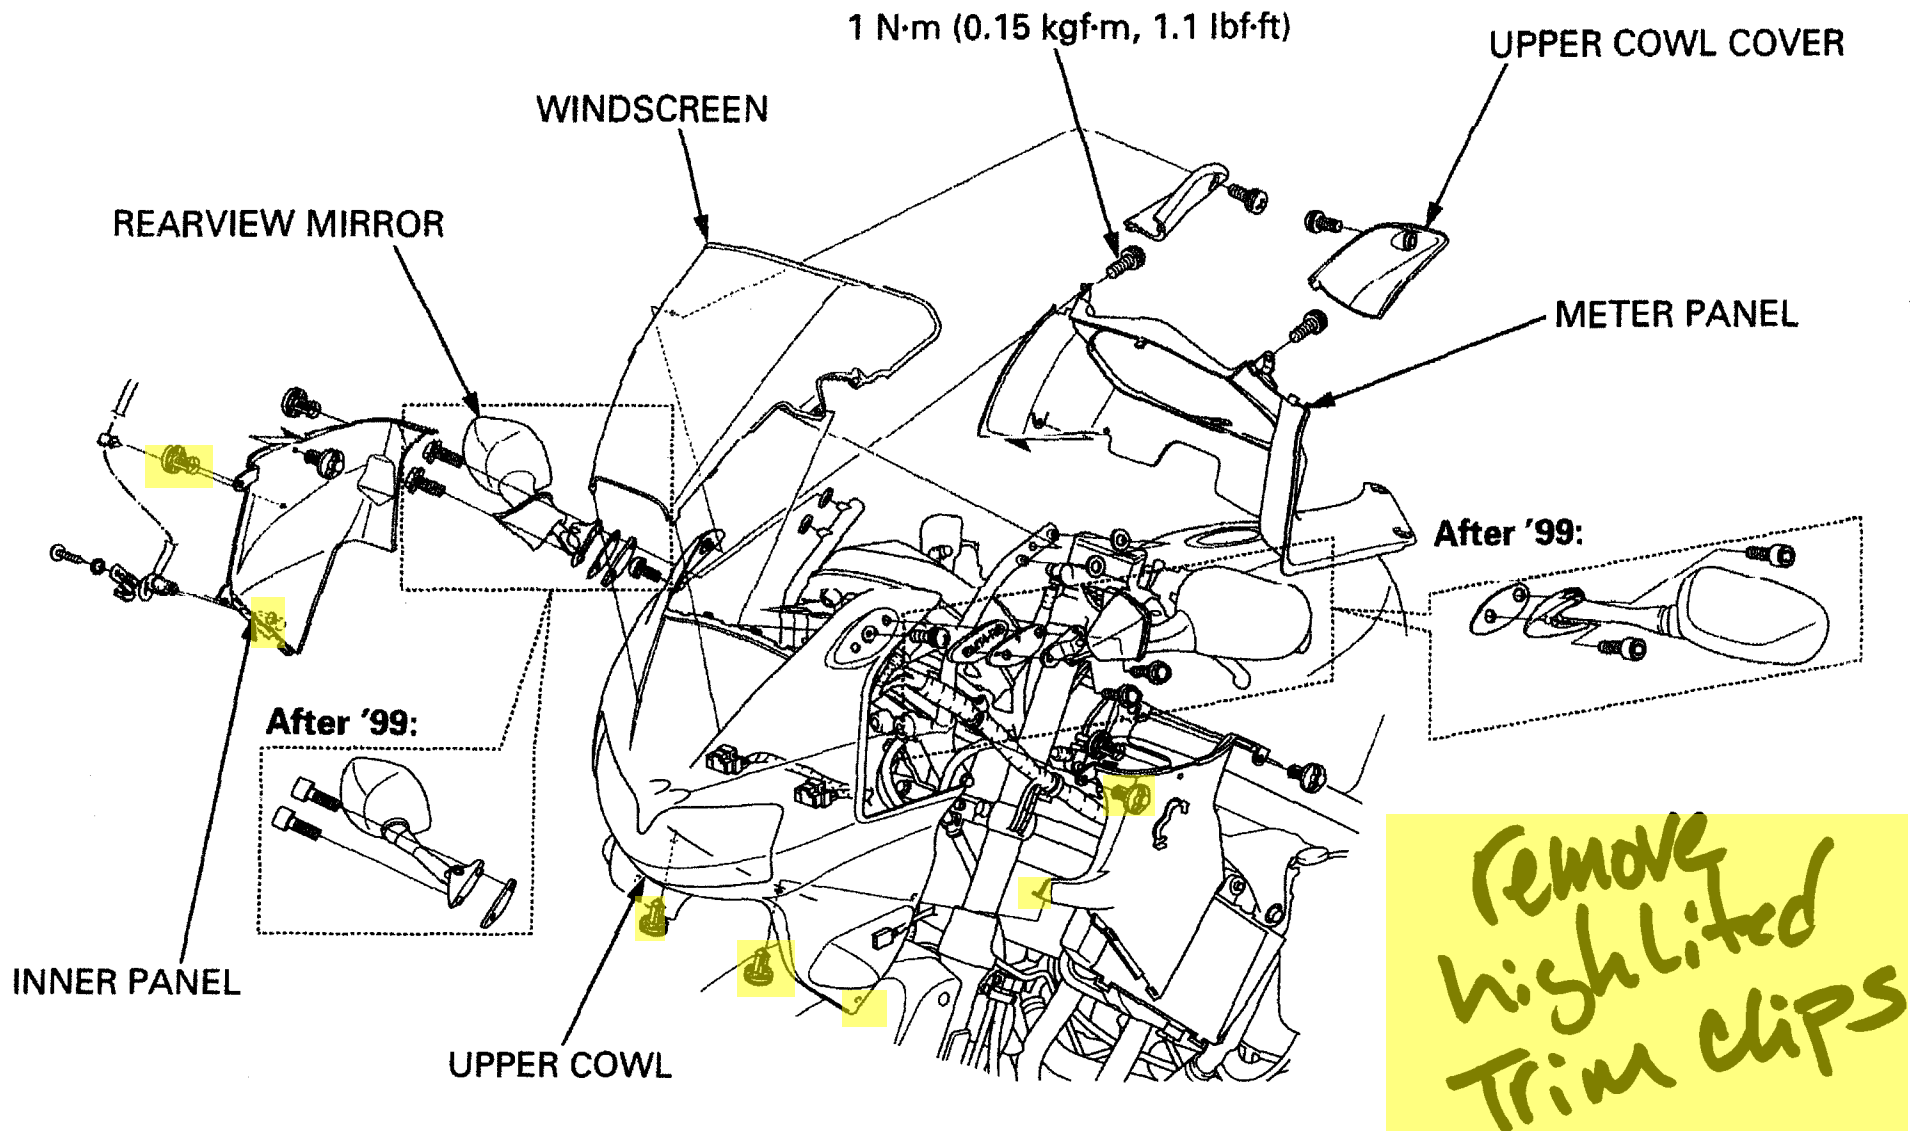 1 N·m (0.15 kgf·m, 1.1 lbf·ft)
UPPER COWL COVER
WINDSCREEN
REARVIEW MIRROR
METER PANEL
After '99:
After '99:
INNER PANEL
UPPER COWL
remove
highlited
Trim clips